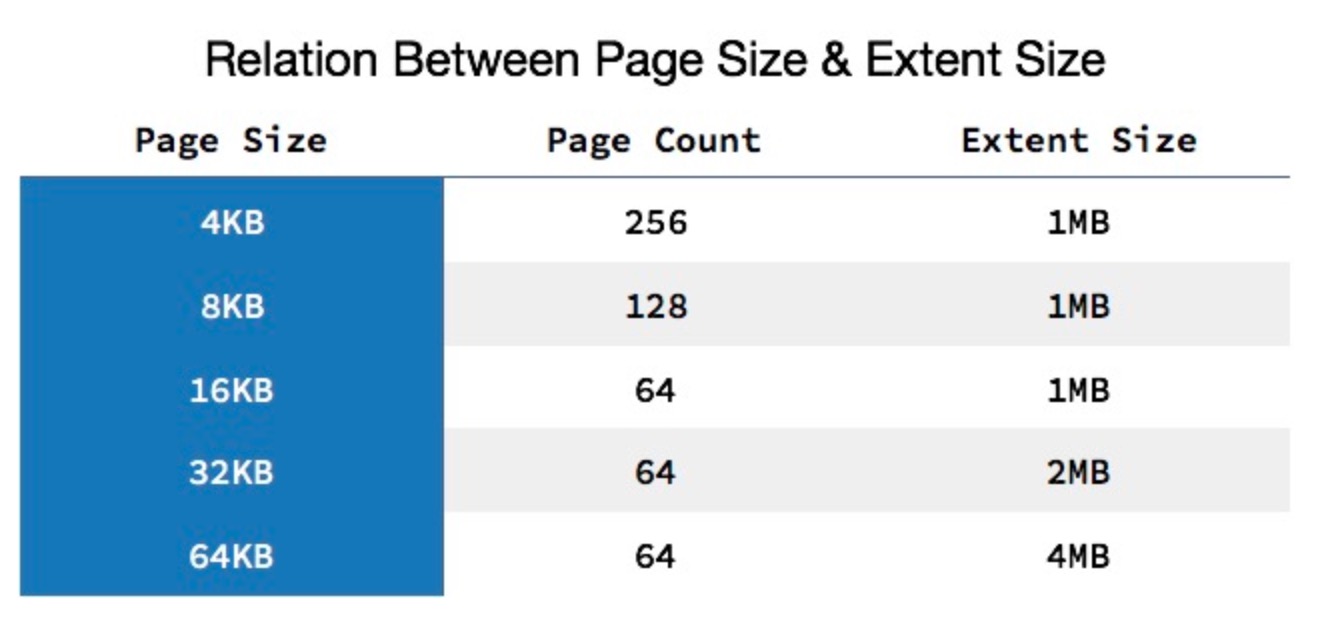 Relation Between Page Size & Extent Size
Page Size Page Count Extent Size
4KB 256 1MB
8KB 128 1MB
16KB 64 1MB
32KB 64 2MB
64KB 64 4MB